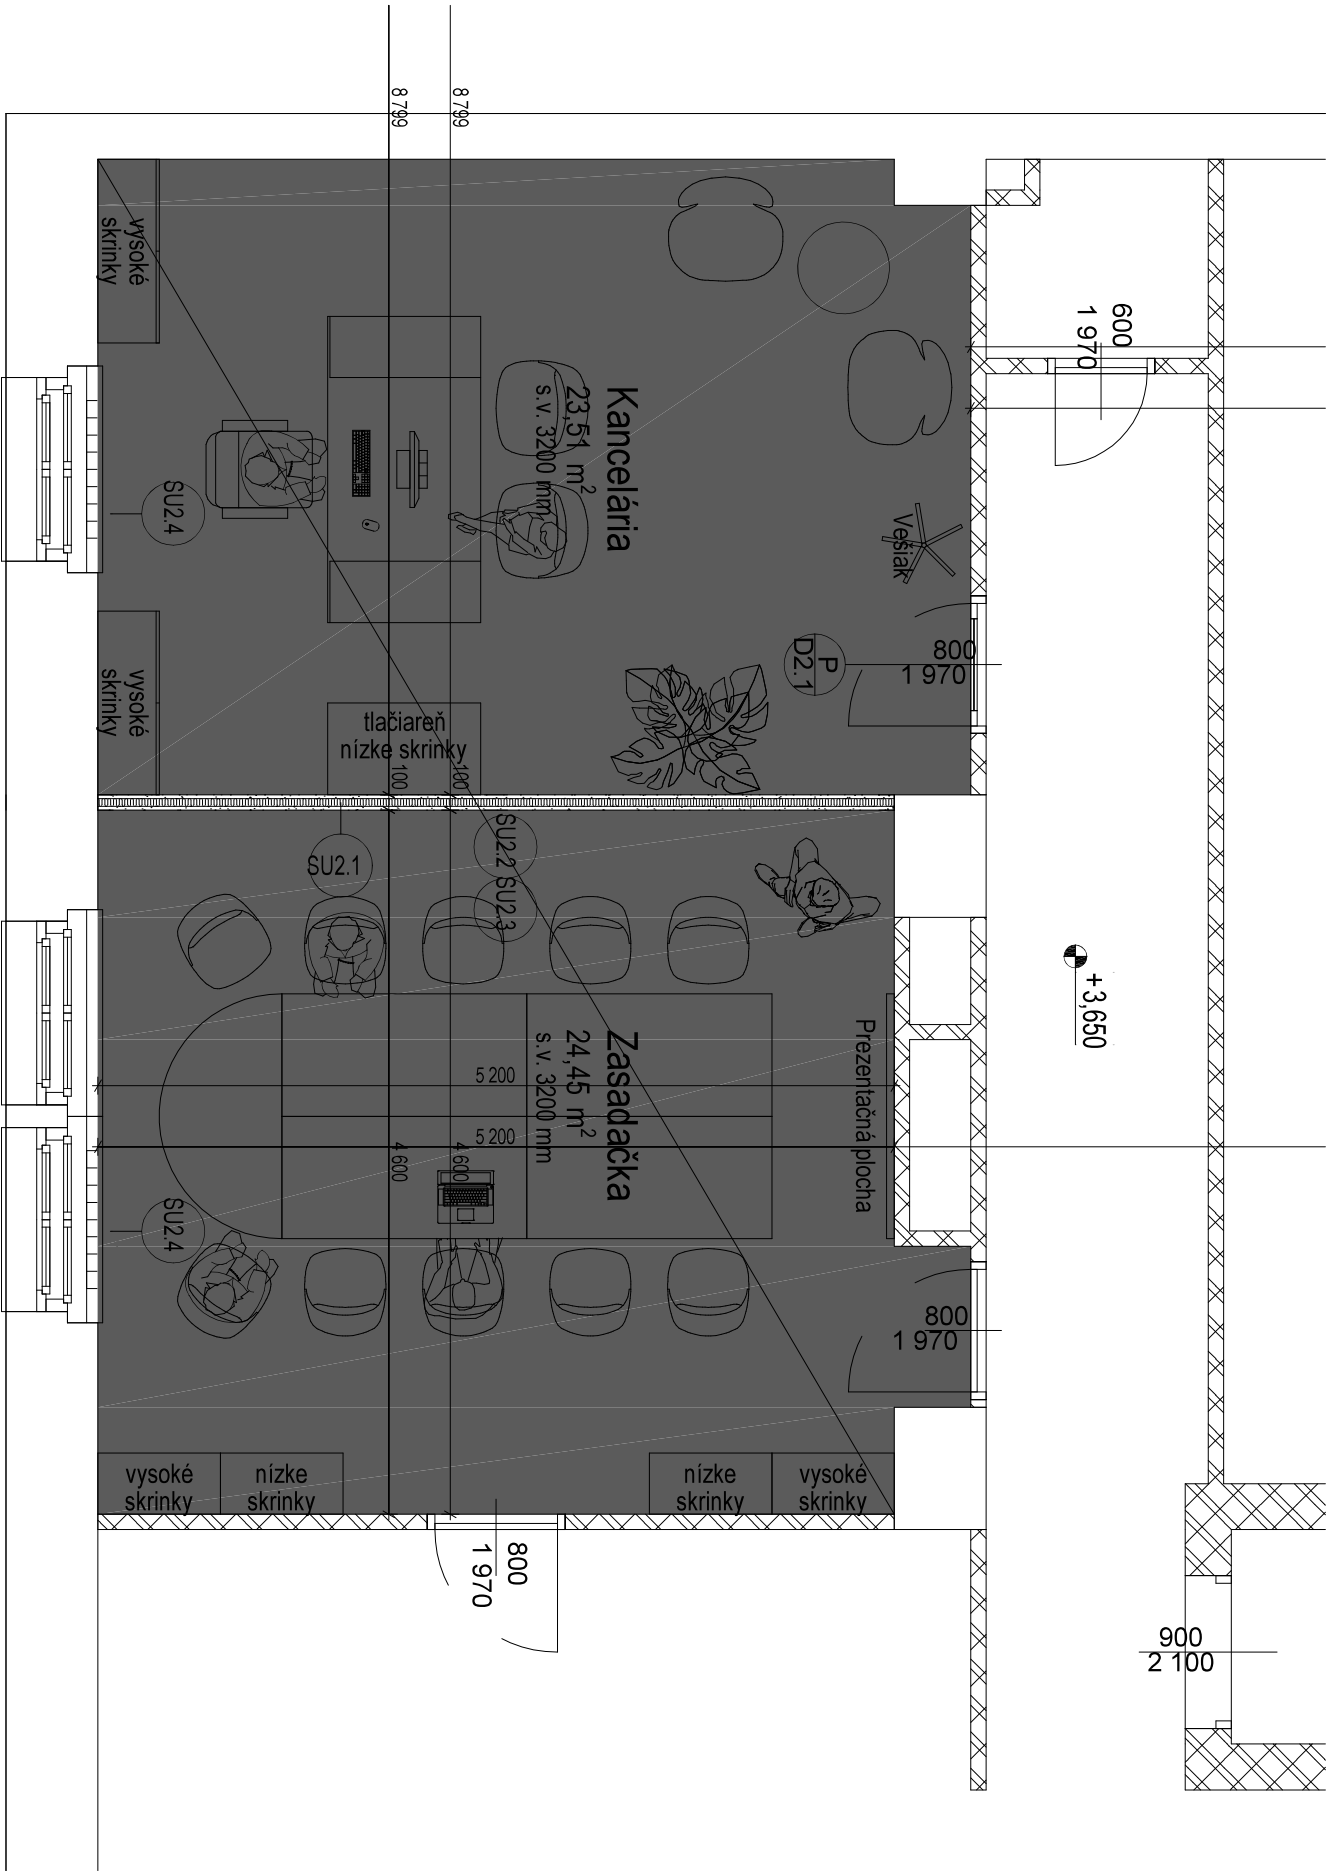 8 799
8 799
vysoké
skrinky
600
1 970
Kancelária
23,51 m²
s.v. 3200 mm
SU2.4
Vešiak
P
D2.1
800
1 970
vysoké
skrinky
tlačiareň
nízke skrinky
100
100
SU2.1
SU2.2
SU2.3
+3,650
Zasadačka
24,45 m²
s.v. 3200 mm
Prezentačná plocha
5 200
5 200
4 600
4 600
SU2.4
800
1 970
vysoké
skrinky
nízke
skrinky
nízke
skrinky
vysoké
skrinky
800
1 970
900
2 100